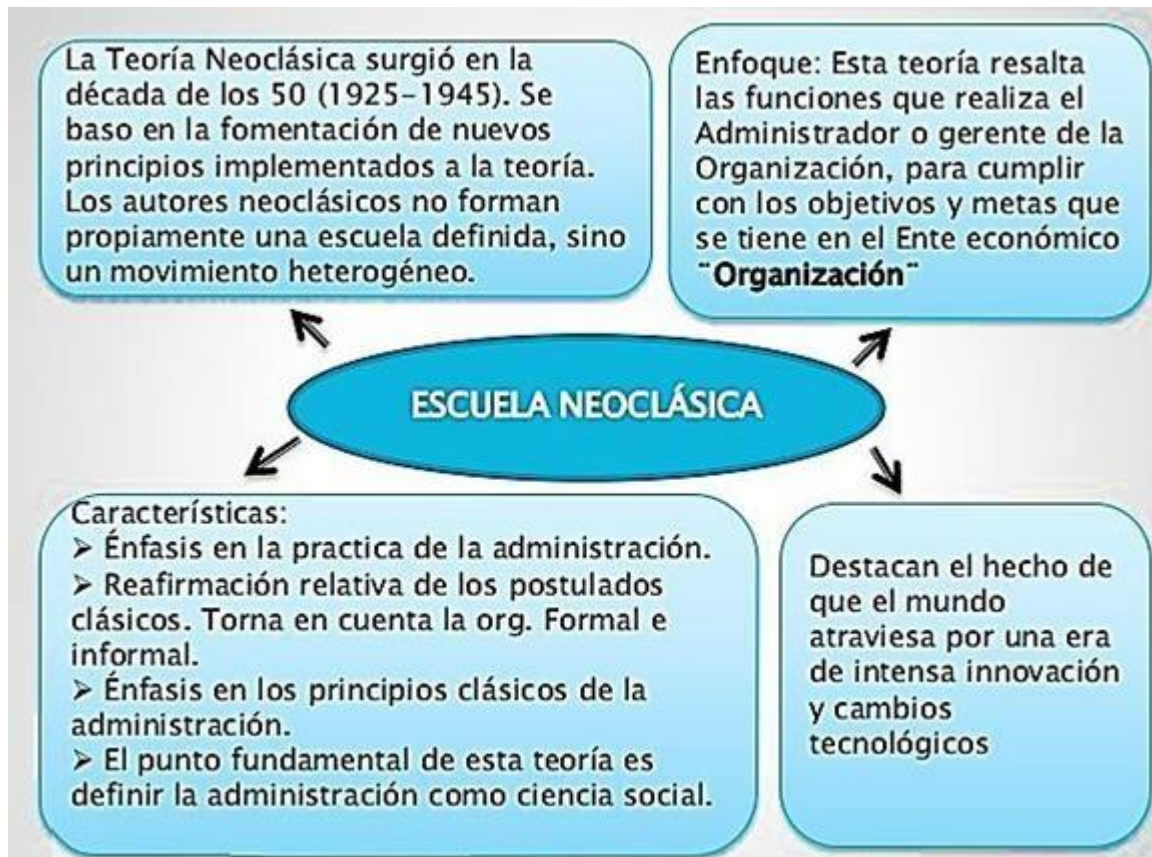 La Teoría Neoclásica surgió en la
década de los 50 (1925-1945). Se
baso en la fomentación de nuevos
principios implementados a la teoría.
Los autores neoclásicos no forman
propiamente una escuela definida, sino
un movimiento heterogéneo.
Enfoque: Esta teoría resalta
las funciones que realiza el
Administrador o gerente de la
Organización, para cumplir
con los objetivos y metas que
se tiene en el Ente económico
¨Organización¨
ESCUELA NEOCLÁSICA
Características:
➢ Énfasis en la practica de la administración.
➢ Reafirmación relativa de los postulados
clásicos. Torna en cuenta la org. Formal e
informal.
➢ Énfasis en los principios clásicos de la
administración.
➢ El punto fundamental de esta teoría es
definir la administración como ciencia social.
Destacan el hecho de
que el mundo
atraviesa por una era
de intensa innovación
y cambios
tecnológicos